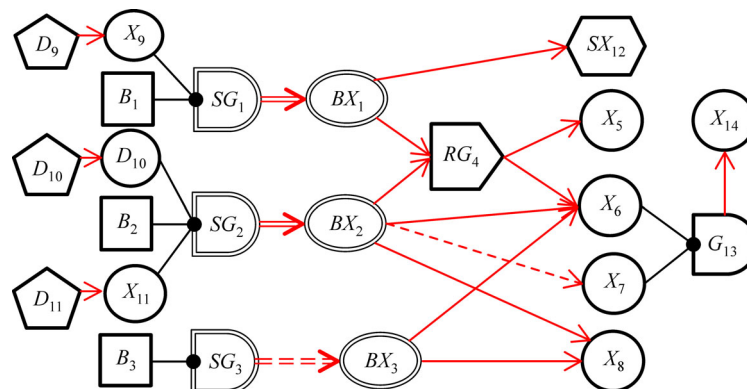 D₉ X₉ SX₁₂
B₁ SG₁ BX₁
X₅ X₁₄
D₁₀ D₁₀ RG₄
B₂ SG₂ BX₂ X₆ G₁₃
D₁₁ X₁₁ X₇
B₃ SG₃ BX₃ X₈